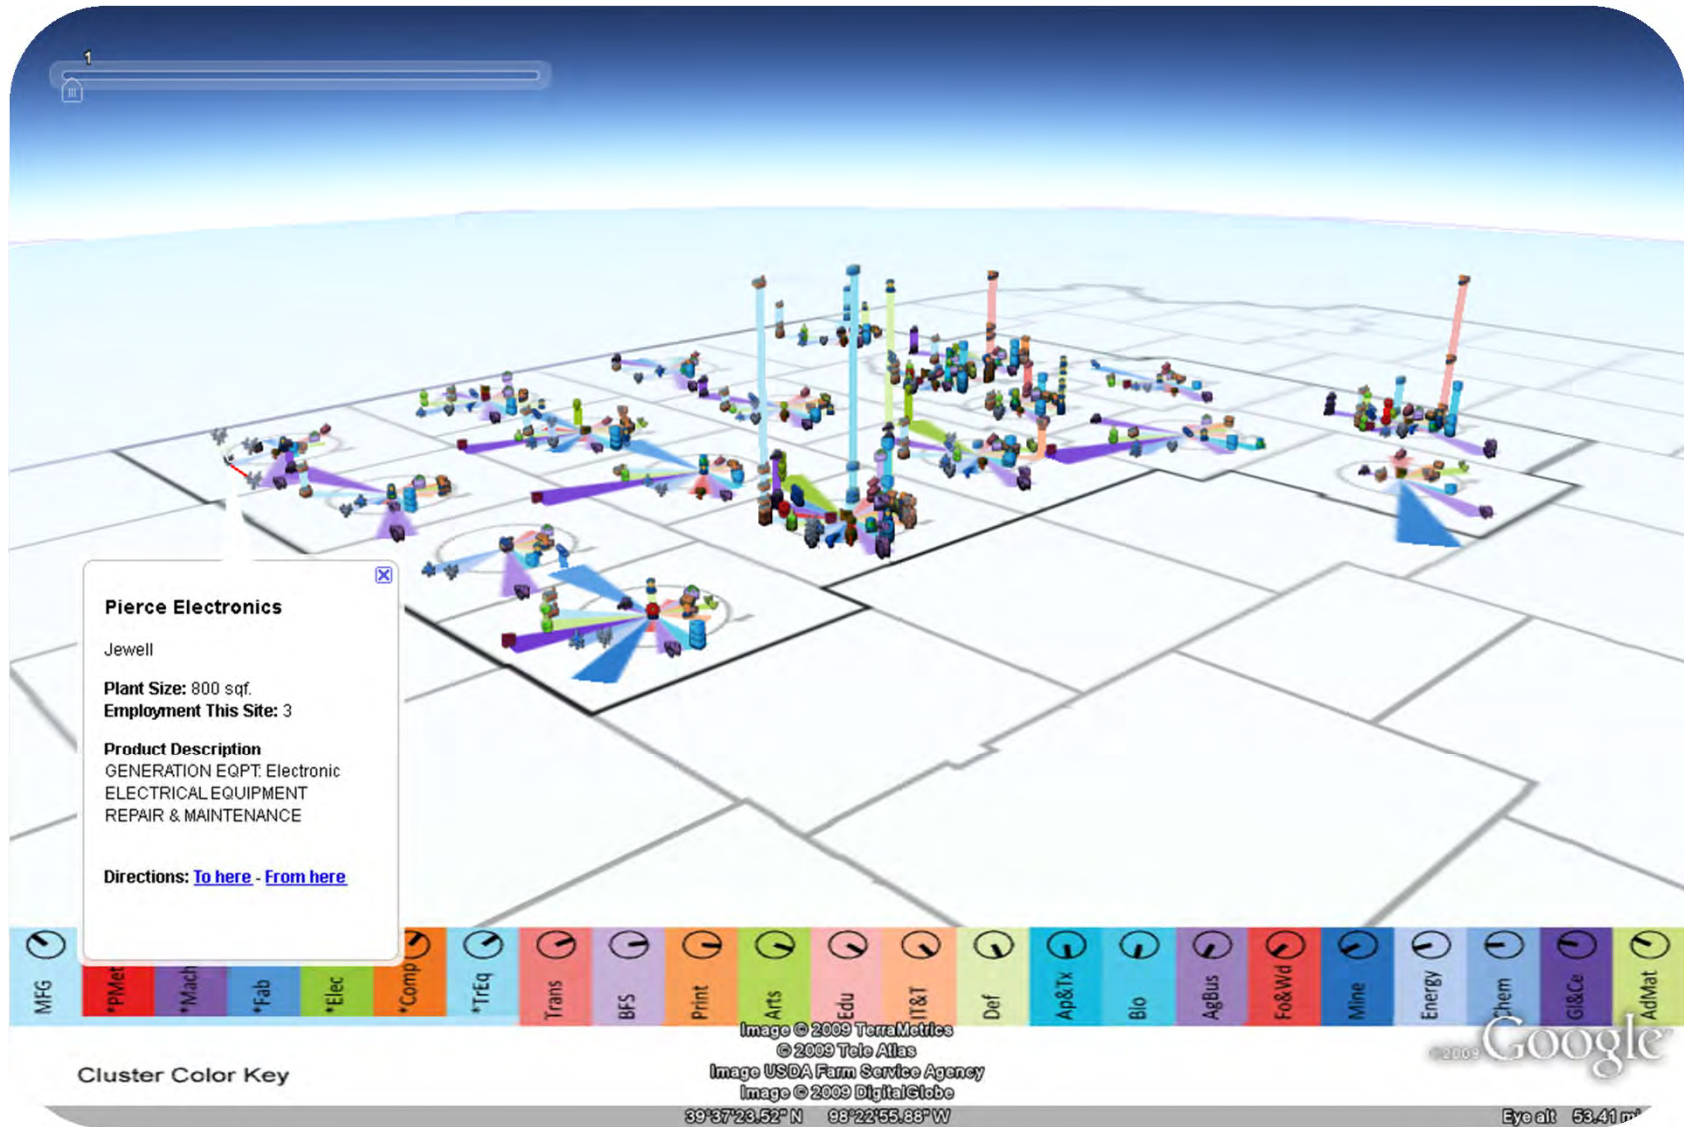 1
Pierce Electronics
Jewell
Plant Size: 800 sqf.
Employment This Site: 3
Product Description
GENERATION EQPT: Electronic
ELECTRICAL EQUIPMENT
REPAIR & MAINTENANCE
Directions: To here - From here
MFG
*PMet
*Mach
*Fab
*Elec
*Comp
*TrEq
Trans
BFS
Print
Arts
Edu
IT&T
Def
Ap&Tx
Bio
AgBus
Fo&Wd
Mine
Energy
Chem
Gl&Ce
AdMat
Cluster Color Key
Image © 2009 TerraMetrics
© 2009 Tele Atlas
Image USDA Farm Service Agency
Image © 2009 DigitalGlobe
©2009 Google
39°37'23.52" N 98°22'55.88" W
Eye alt 53.41 mi